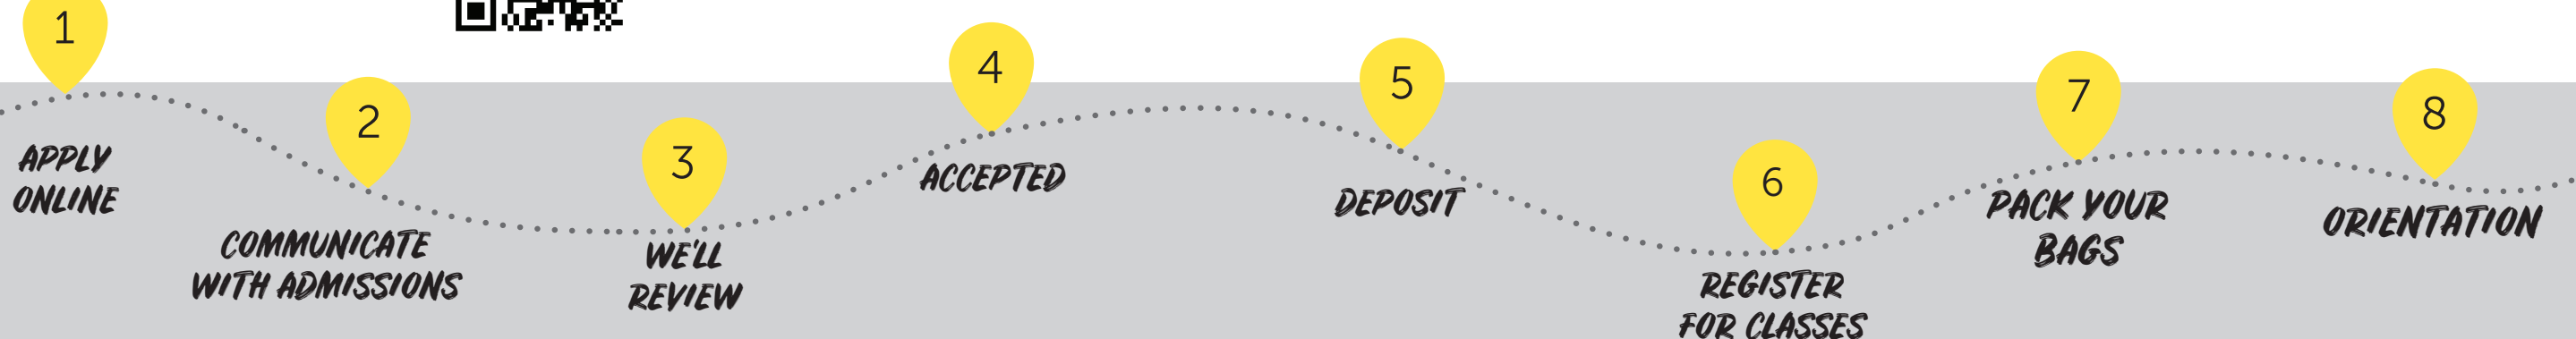 1
APPLY
ONLINE
2
COMMUNICATE
WITH ADMISSIONS
3
WE'LL
REVIEW
4
ACCEPTED
5
DEPOSIT
6
REGISTER
FOR CLASSES
7
PACK YOUR
BAGS
8
ORIENTATION